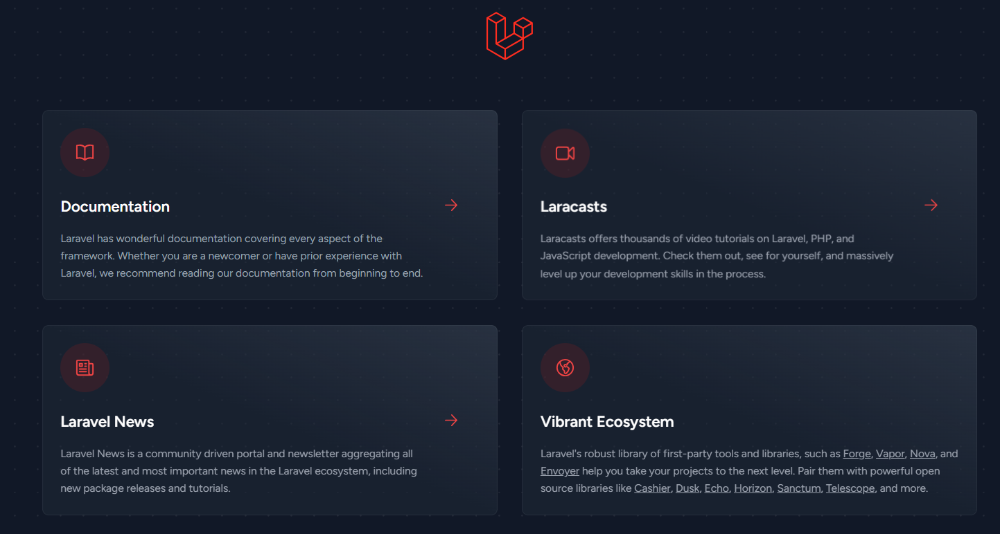 Documentation
Laravel has wonderful documentation covering every aspect of the
framework. Whether you are a newcomer or have prior experience with
Laravel, we recommend reading our documentation from beginning to end.
Laracasts
Laracasts offers thousands of video tutorials on Laravel, PHP, and
JavaScript development. Check them out, see for yourself, and massively
level up your development skills in the process.
Laravel News
Laravel News is a community driven portal and newsletter aggregating all
of the latest and most important news in the Laravel ecosystem, including
new package releases and tutorials.
Vibrant Ecosystem
Laravel's robust library of first-party tools and libraries, such as Forge, Vapor, Nova, and
Envoyer help you take your projects to the next level. Pair them with powerful open
source libraries like Cashier, Dusk, Echo, Horizon, Sanctum, Telescope, and more.